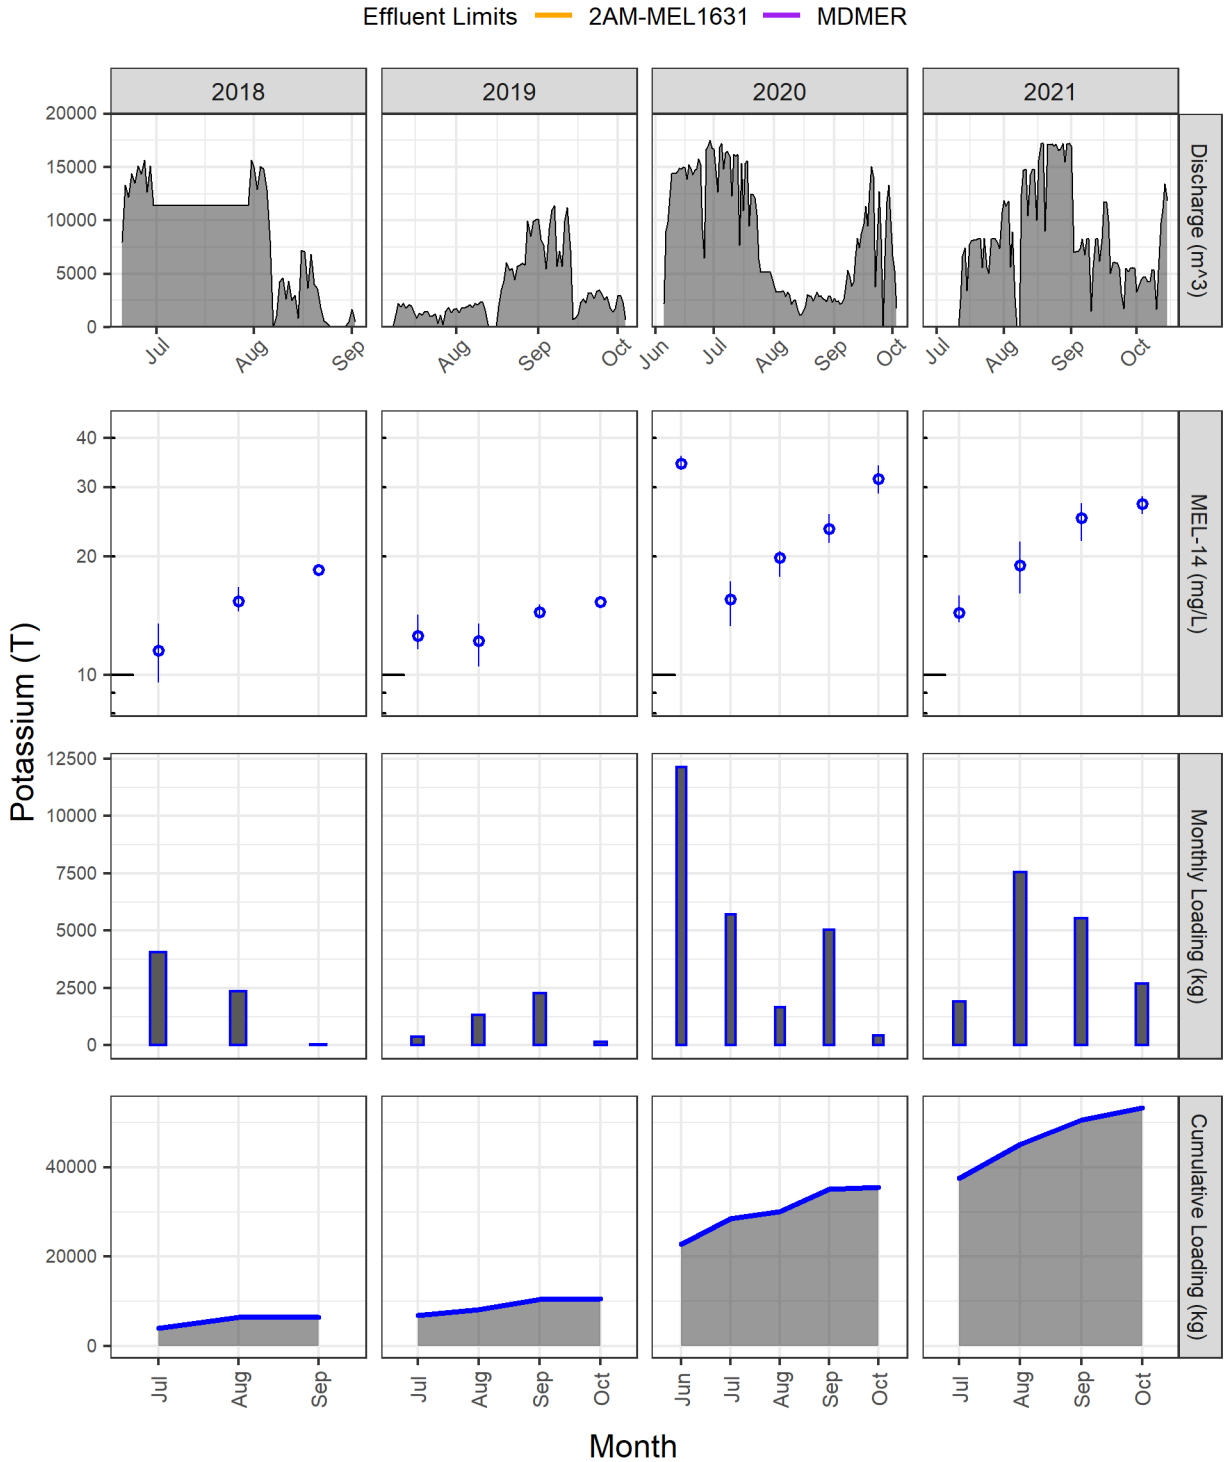 Effluent Limits 2AM-MEL1631 MDMER
2018 2019 2020 2021
20000
15000
10000
5000
0
Discharge (m^3)
Jul Aug Sep Aug Sep Oct Jun Jul Aug Sep Oct Jul Aug Sep Oct
40
30
20
10
MEL-14 (mg/L)
Potassium (T)
12500
10000
7500
5000
2500
0
Monthly Loading (kg)
40000
20000
0
Cumulative Loading (kg)
Jul Aug Sep Jul Aug Sep Oct Jun Jul Aug Sep Oct Jul Aug Sep Oct
Month